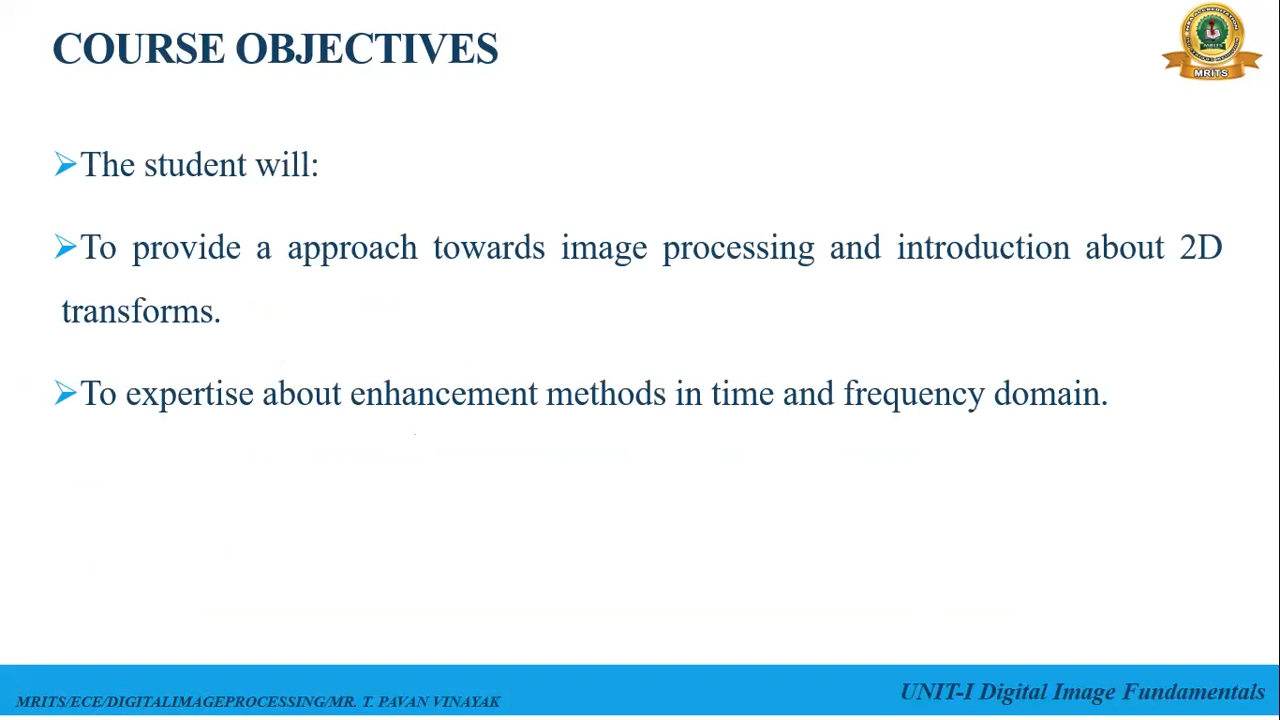 COURSE OBJECTIVES
MRITS
MRITS
➢The student will:
➢To provide a approach towards image processing and introduction about 2D
transforms.
➢To expertise about enhancement methods in time and frequency domain.
MRITS/ECE/DIGITALIMAGEPROCESSING/MR. T. PAVAN VINAYAK
UNIT-I Digital Image Fundamentals